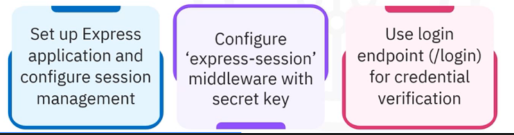 Set up Express
application and
configure session
management
Configure
‘express-session’
middleware with
secret key
Use login
endpoint (/login)
for credential
verification